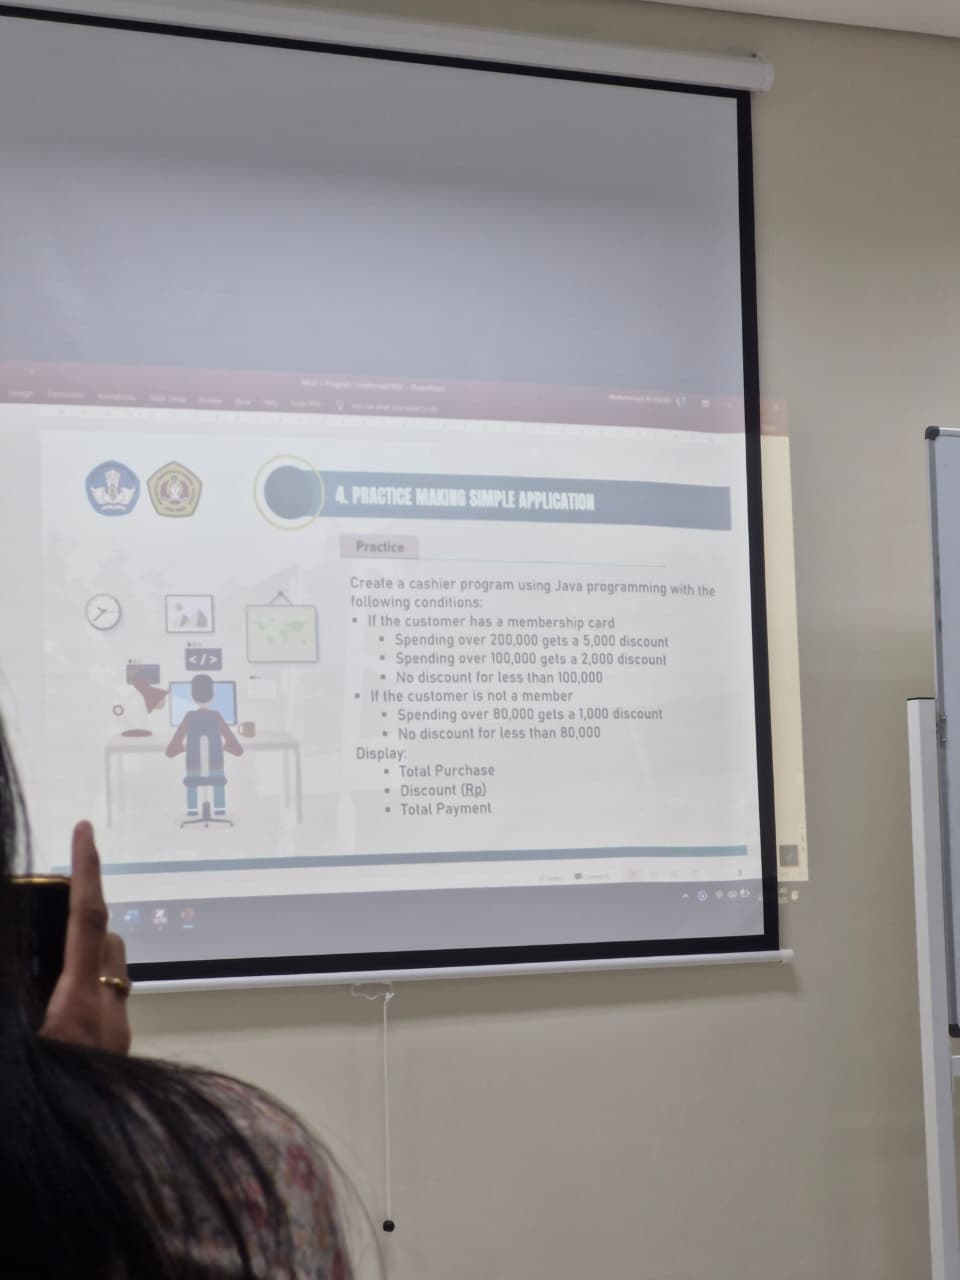 4. PRACTICE MAKING SIMPLE APPLICATION
Practice
Create a cashier program using Java programming with the
following conditions:
• If the customer has a membership card
▪ Spending over 200,000 gets a 5,000 discount
▪ Spending over 100,000 gets a 2,000 discount
▪ No discount for less than 100,000
• If the customer is not a member
▪ Spending over 80,000 gets a 1,000 discount
▪ No discount for less than 80,000
Display:
▪ Total Purchase
▪ Discount (Rp)
▪ Total Payment